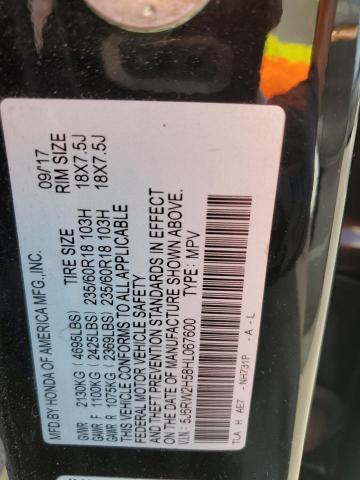 MFD.BY HONDA OF AMERICA MFG.,INC. 09/17
TIRE SIZE RIM SIZE
GVWR 2130KG ( 4695LBS)
GAWR F 1100KG ( 2425LBS) 235/60R18 103H 18X7.5J
GAWR R 1075KG ( 2369LBS) 235/60R18 103H 18X7.5J
THIS VEHICLE CONFORMS TO ALL APPLICABLE
FEDERAL MOTOR VEHICLE SAFETY
AND THEFT PREVENTION STANDARDS IN EFFECT
ON THE DATE OF MANUFACTURE SHOWN ABOVE.
V.I.N.: 5J6RW2H58HL067600 TYPE: MPV
TLA H AE7 - NH731P - A - L